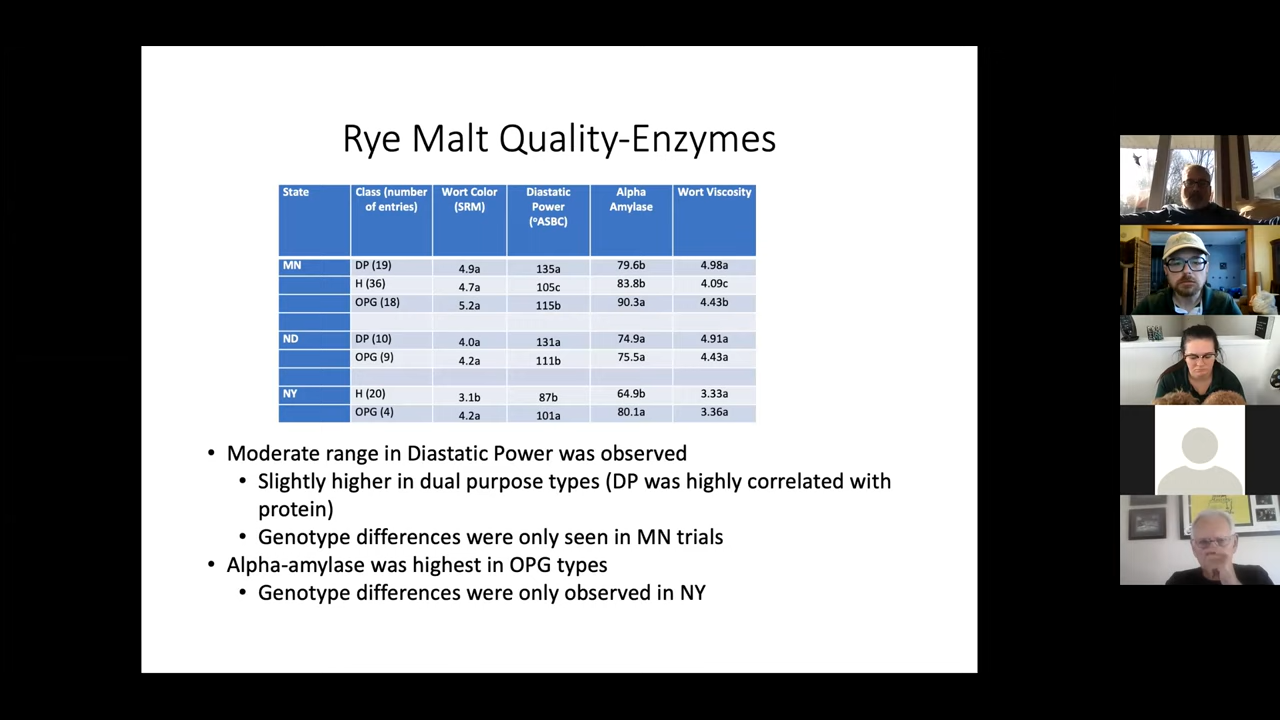 Rye Malt Quality-Enzymes
State Class (number of entries) Wort Color (SRM) Diastatic Power (ºASBC) Alpha Amylase Wort Viscosity
MN DP (19) 4.9a 135a 79.6b 4.98a
H (36) 4.7a 105c 83.8b 4.09c
OPG (18) 5.2a 115b 90.3a 4.43b
ND DP (10) 4.0a 131a 74.9a 4.91a
OPG (9) 4.2a 111b 75.5a 4.43a
NY H (20) 3.1b 87b 64.9b 3.33a
OPG (4) 4.2a 101a 80.1a 3.36a
• Moderate range in Diastatic Power was observed
• Slightly higher in dual purpose types (DP was highly correlated with
protein)
• Genotype differences were only seen in MN trials
• Alpha-amylase was highest in OPG types
• Genotype differences were only observed in NY